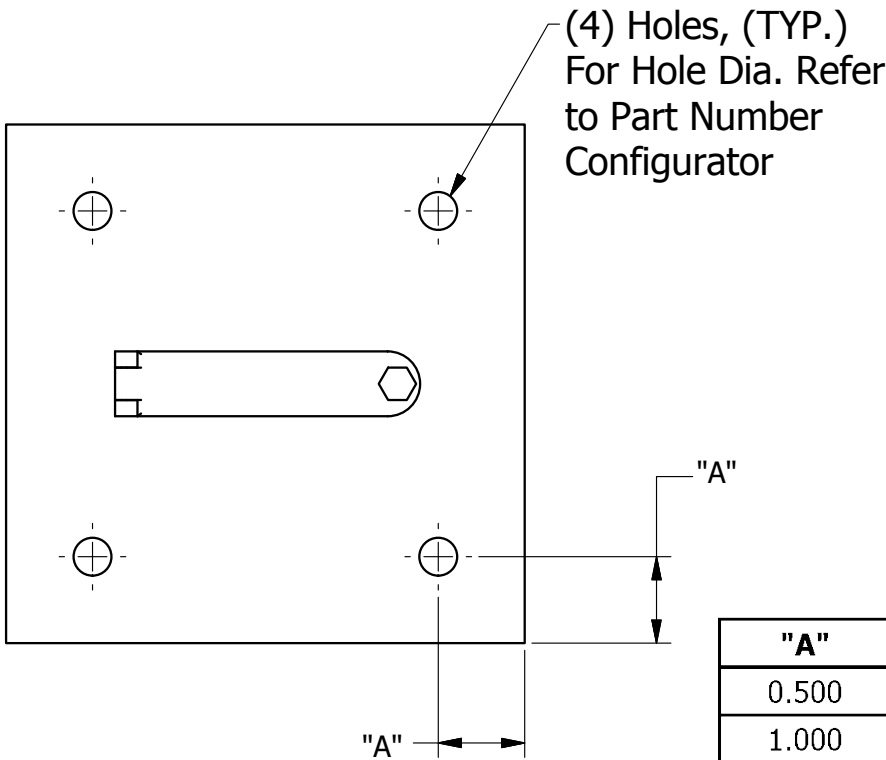 (4) Holes, (TYP.)
For Hole Dia. Refer
to Part Number
Configurator
"A"
"A"
"A"
0.500
1.000